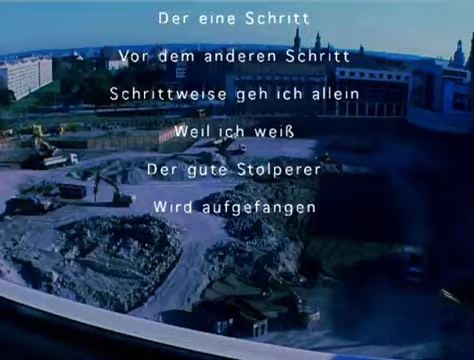 Der eine Schritt
Vor dem anderen Schritt
Schrittweise geh ich allein
Weil ich weiß
Der gute Stolperer
Wird aufgefangen